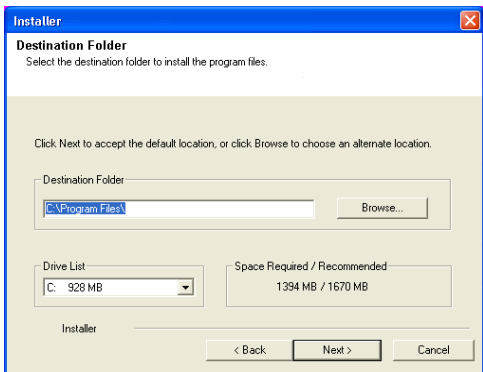 Installer
Destination Folder
Select the destination folder to install the program files.
Click Next to accept the default location, or click Browse to choose an alternate location.
Destination Folder
C:\Program Files\
Browse...
Drive List
Space Required / Recommended
C: 928 MB
1394 MB / 1670 MB
Installer
< Back
Next >
Cancel